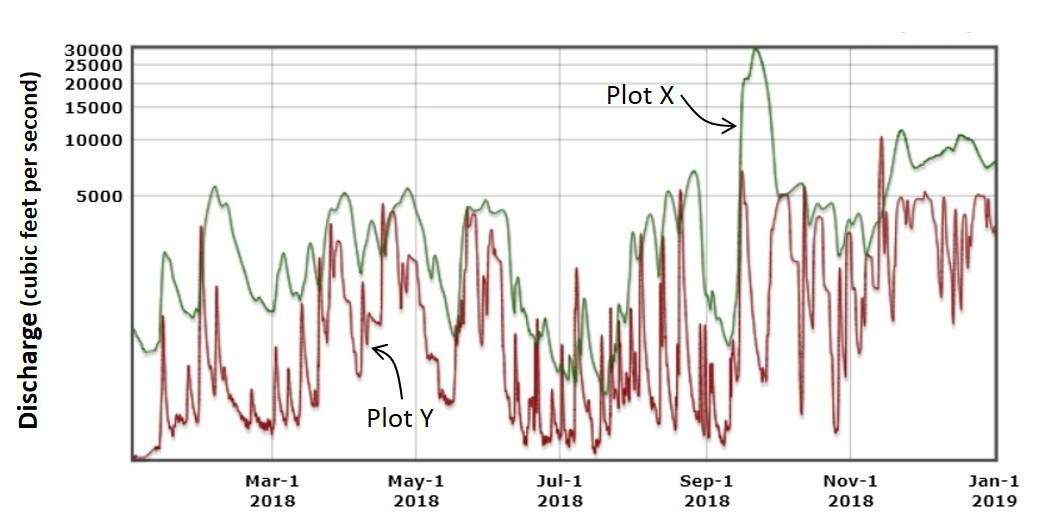 30000
25000
20000
15000
10000
5000
Discharge (cubic feet per second)
Plot X
Plot Y
Mar-1
2018
May-1
2018
Jul-1
2018
Sep-1
2018
Nov-1
2018
Jan-1
2019